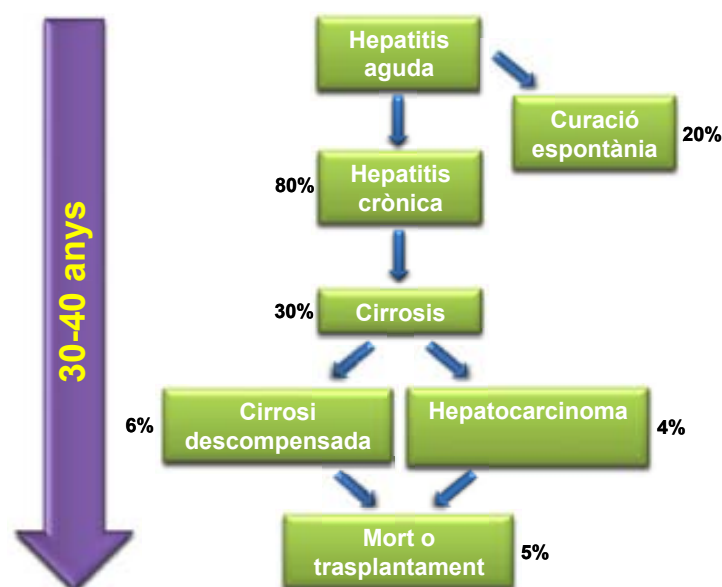 Hepatitis
aguda
Curació
espontània
20%
80%
Hepatitis
crònica
30-40 anys
30%
Cirrosis
6%
Cirrosi
descompensada
Hepatocarcinoma
4%
Mort o
trasplantament
5%